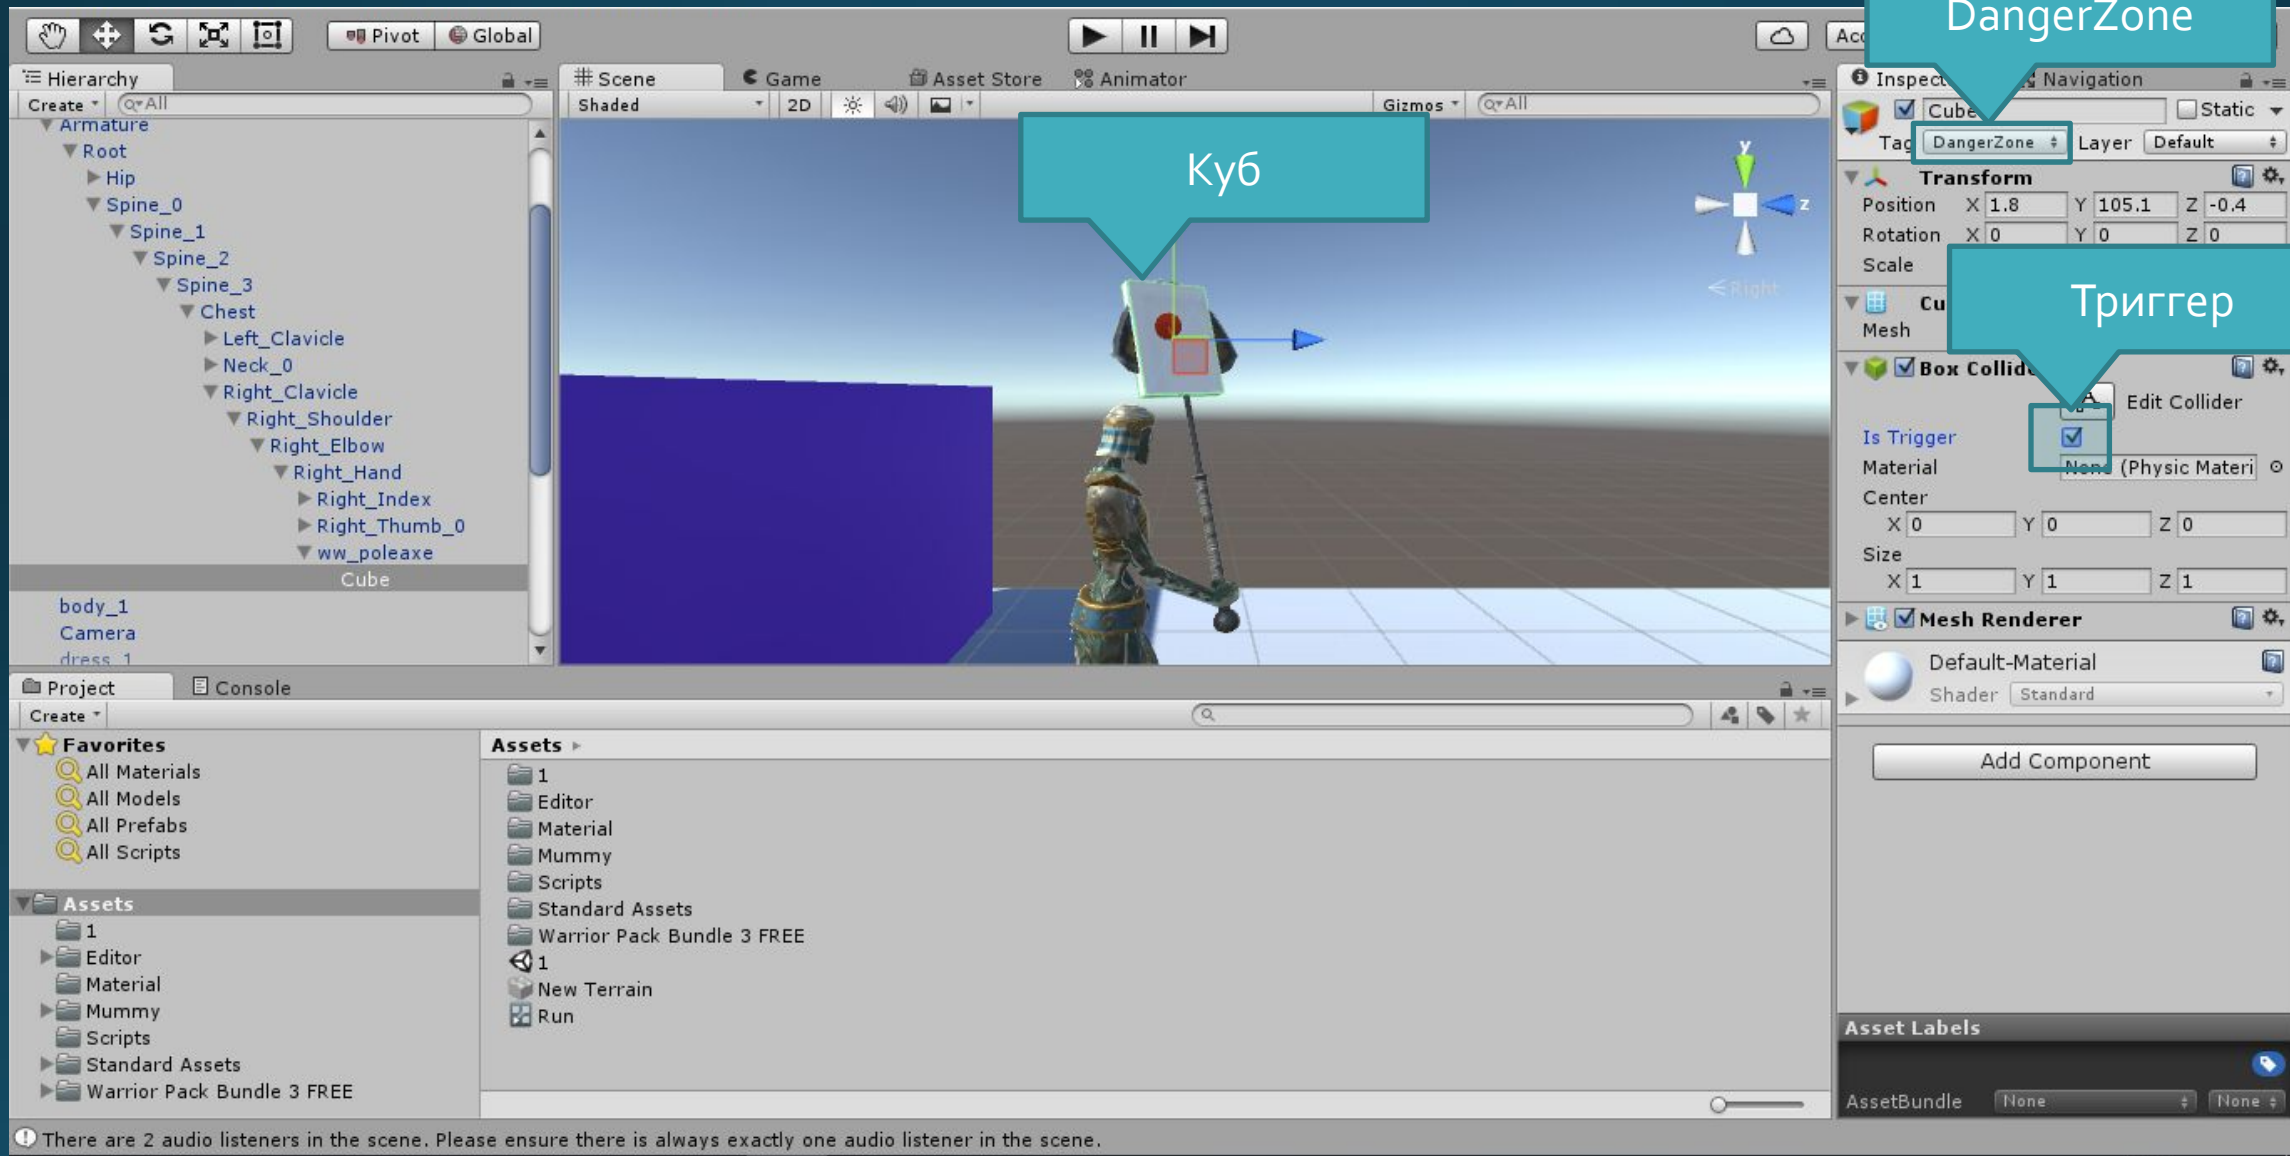 DangerZone
Pivot Global
Acc
Hierarchy
Create All
Armature
Root
Hip
Spine_0
Spine_1
Spine_2
Spine_3
Chest
Left_Clavicle
Neck_0
Right_Clavicle
Right_Shoulder
Right_Elbow
Right_Hand
Right_Index
Right_Thumb_0
ww_poleaxe
Cube
body_1
Camera
dress_1
Scene Game Asset Store Animator
Shaded 2D Gizmos All
Куб
y
z
Right
Inspect Navigation
Cube Static
Tag DangerZone Layer Default
Transform
Position X 1.8 Y 105.1 Z -0.4
Rotation X 0 Y 0 Z 0
Scale
Триггер
Cu
Mesh
Box Collide
Edit Collider
Is Trigger
Material None (Physic Materi
Center
X 0 Y 0 Z 0
Size
X 1 Y 1 Z 1
Mesh Renderer
Default-Material
Shader Standard
Add Component
Asset Labels
AssetBundle None None
Project Console
Create
Favorites
All Materials
All Models
All Prefabs
All Scripts
Assets
1
Editor
Material
Mummy
Scripts
Standard Assets
Warrior Pack Bundle 3 FREE
Assets
1
Editor
Material
Mummy
Scripts
Standard Assets
Warrior Pack Bundle 3 FREE
1
New Terrain
Run
There are 2 audio listeners in the scene. Please ensure there is always exactly one audio listener in the scene.